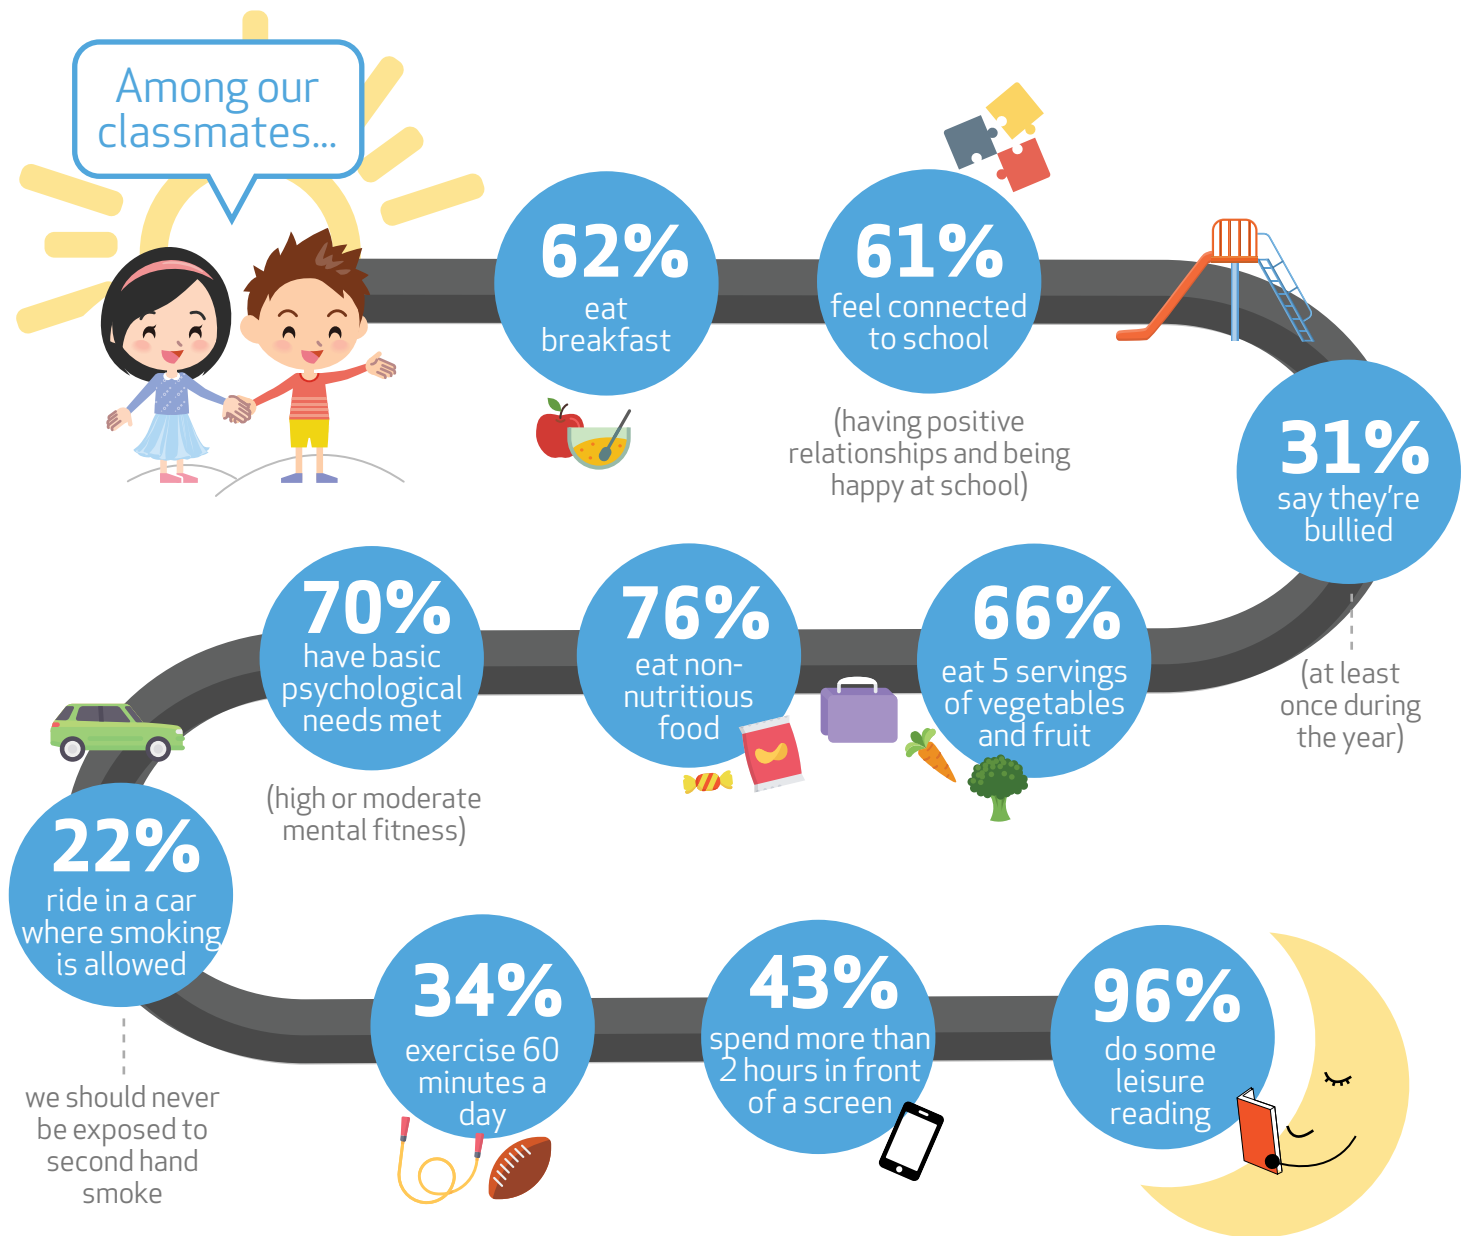 Among our
classmates...
62%
eat
breakfast
61%
feel connected
to school
(having positive
relationships and being
happy at school)
31%
say they're
bullied
(at least
once during
the year)
66%
eat 5 servings
of vegetables
and fruit
76%
eat non-
nutritious
food
70%
have basic
psychological
needs met
(high or moderate
mental fitness)
22%
ride in a car
where smoking
is allowed
we should never
be exposed to
second hand
smoke
34%
exercise 60
minutes a
day
43%
spend more than
2 hours in front
of a screen
96%
do some
leisure
reading